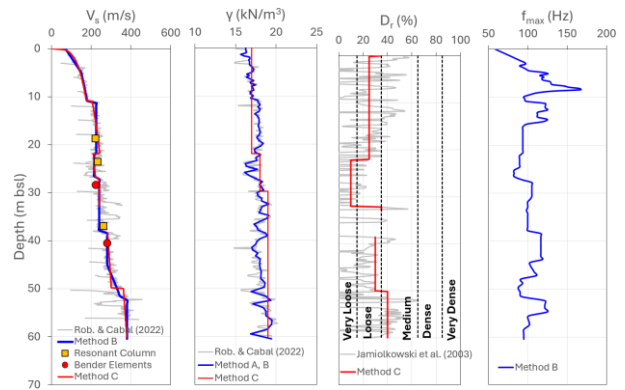 Vs (m/s)
0 200 400 600
γ (kN/m³)
15 20 25
Dr (%)
0 20 40 60 80 100
fmax (Hz)
50 100 150 200
Depth (m bsl)
0
10
20
30
40
50
60
70
Rob. & Cabal (2022)
Method B
Resonant Column
Bender Elements
Method C
Rob. & Cabal (2022)
Method A, B
Method C
Very Loose
Loose
Medium
Dense
Very Dense
Jamiolkowski et al. (2003)
Method C
Method B